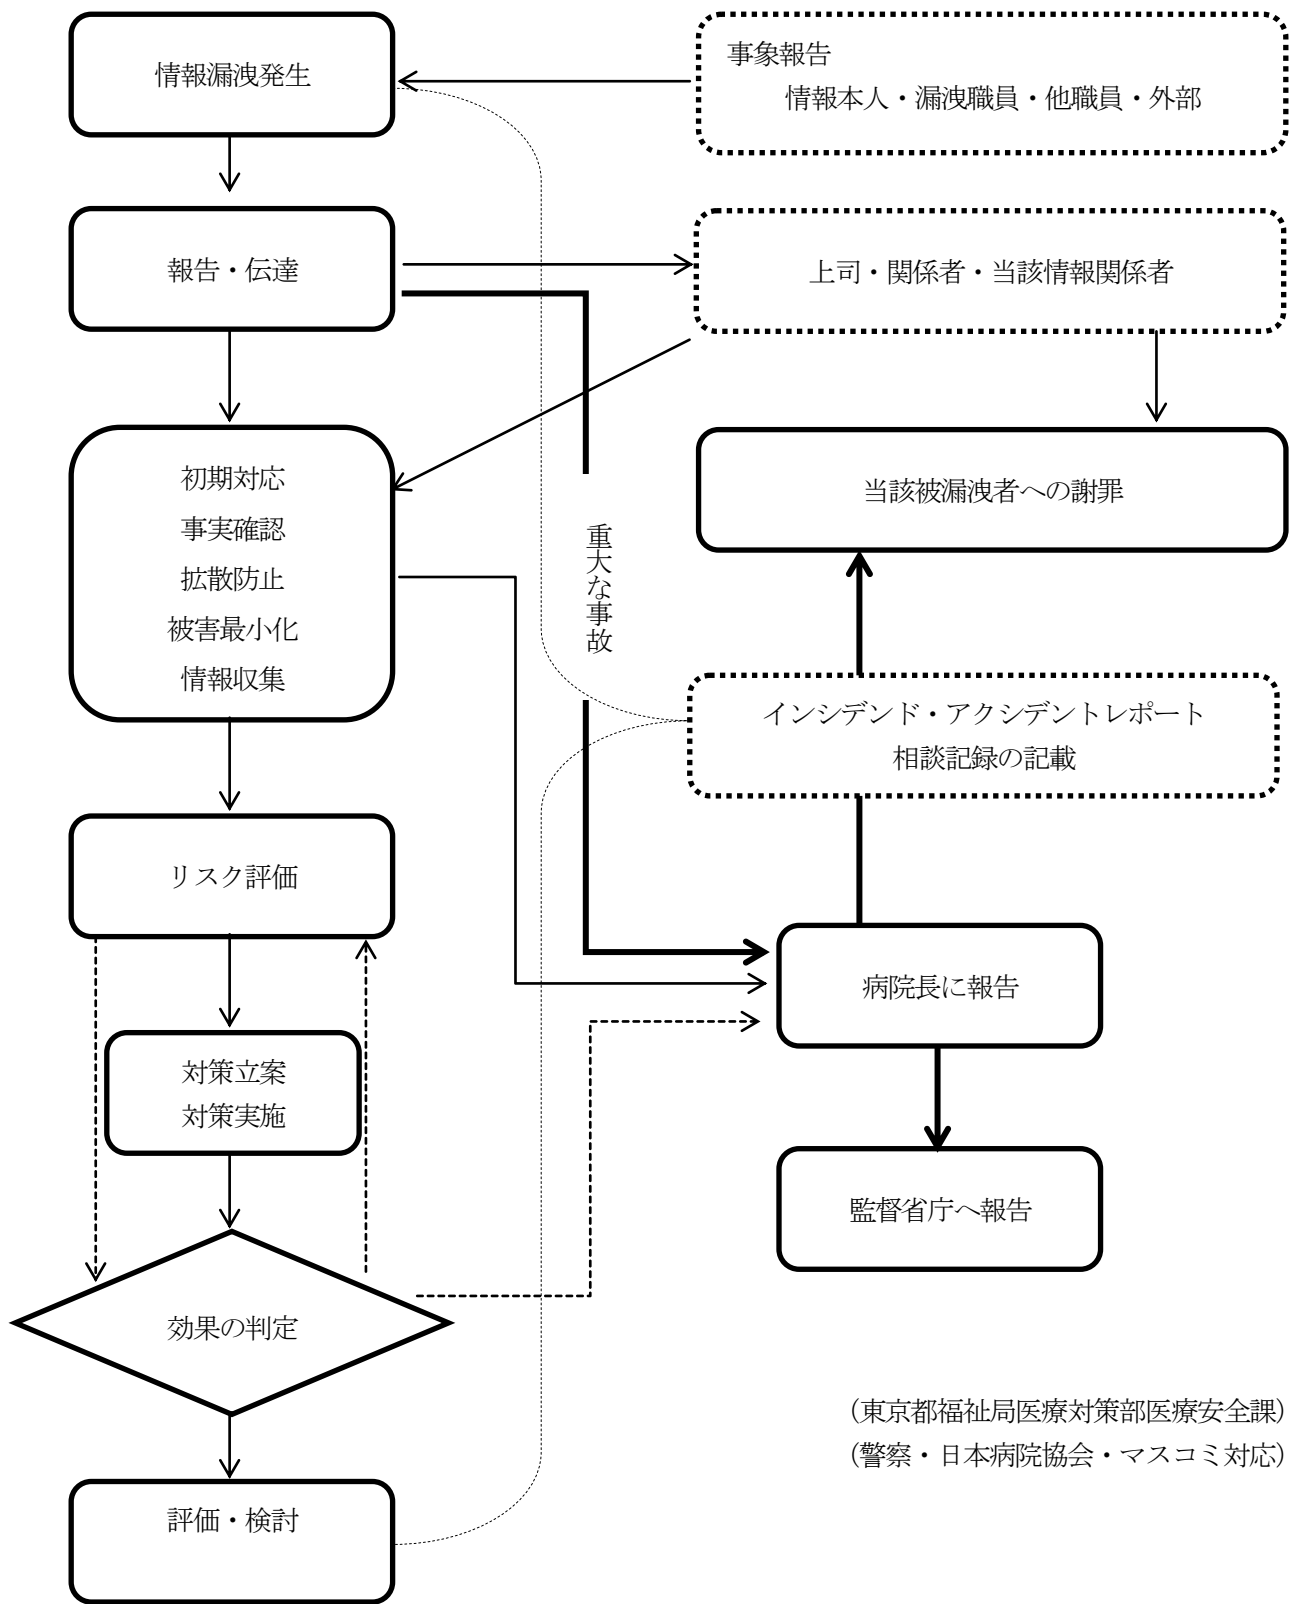 情報漏洩発生
事象報告
情報本人・漏洩職員・他職員・外部
報告・伝達
上司・関係者・当該情報関係者
初期対応
事実確認
拡散防止
被害最小化
情報収集
当該被漏洩者への謝罪
重大な事故
インシデンド・アクシデントレポート
相談記録の記載
リスク評価
病院長に報告
対策立案
対策実施
監督省庁へ報告
効果の判定
（東京都福祉局医療対策部医療安全課）
（警察・日本病院協会・マスコミ対応）
評価・検討